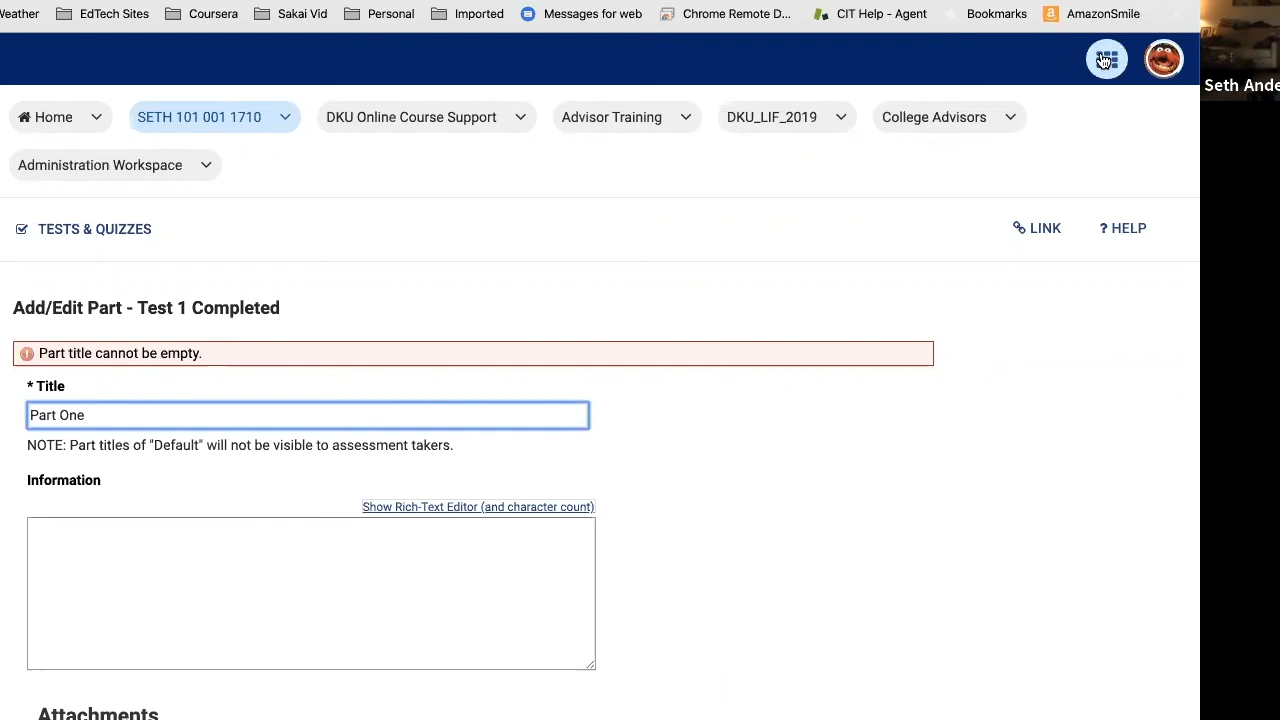 EdTech Sites Coursera Sakai Vid Personal Imported Messages for web Chrome Remote D... CIT Help - Agent Bookmarks AmazonSmile
Seth Ande
Home SETH 101 001 1710 DKU Online Course Support Advisor Training DKU_LIF_2019 College Advisors
Administration Workspace
TESTS & QUIZZES LINK ? HELP
Add/Edit Part - Test 1 Completed
Part title cannot be empty.
* Title
Part One
NOTE: Part titles of "Default" will not be visible to assessment takers.
Information
Show Rich-Text Editor (and character count)
Attachments